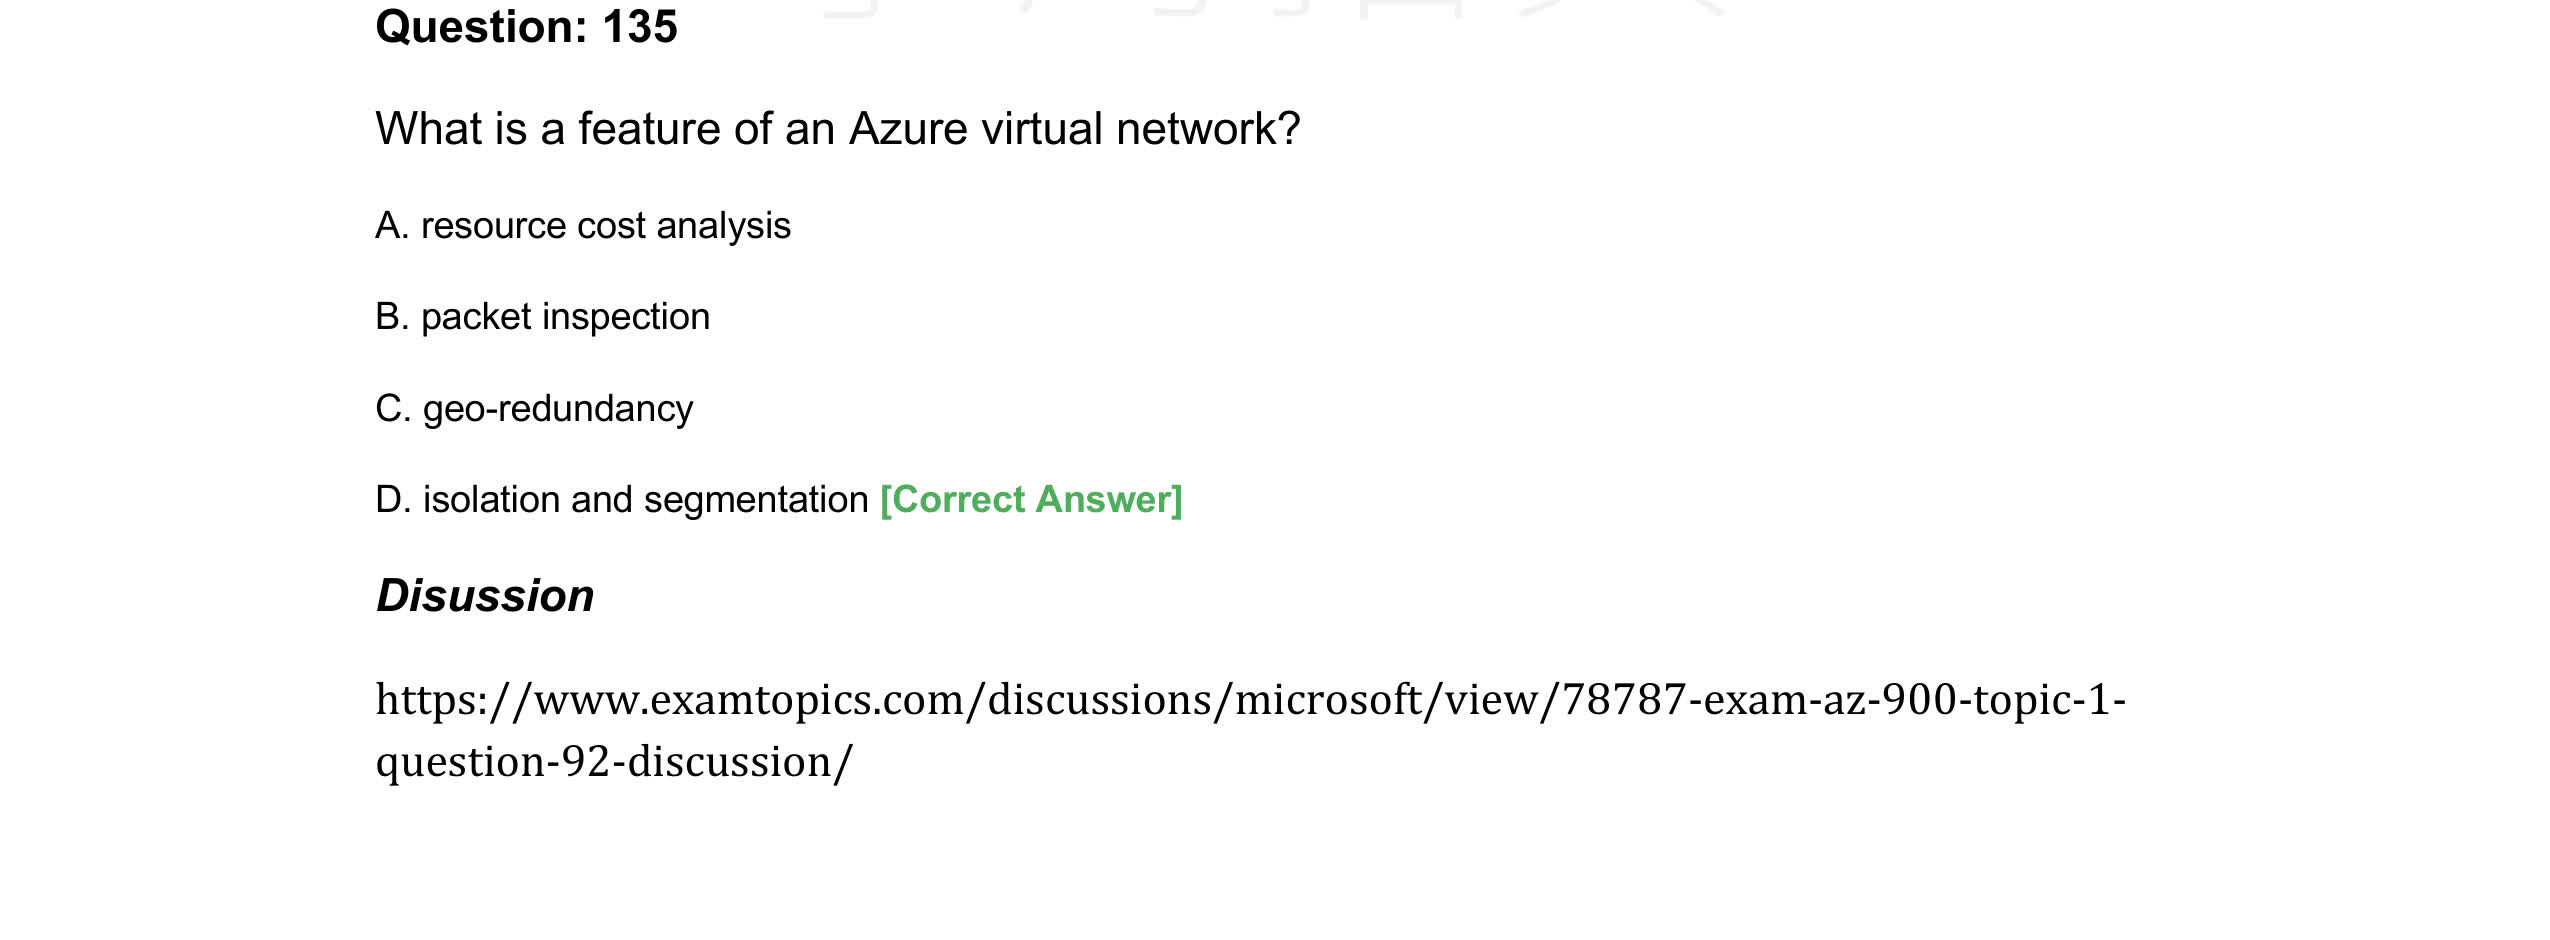 Question: 135
What is a feature of an Azure virtual network?
A. resource cost analysis
B. packet inspection
C. geo-redundancy
D. isolation and segmentation [Correct Answer]
Disussion
https://www.examtopics.com/discussions/microsoft/view/78787-exam-az-900-topic-1-
question-92-discussion/